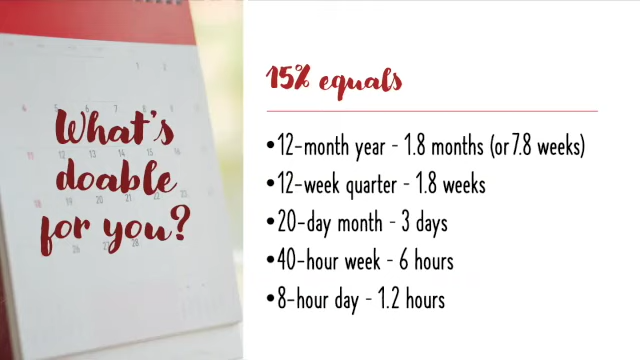 What's
doable
for you?
15% equals
•12-month year - 1.8 months (or 7.8 weeks)
•12-week quarter - 1.8 weeks
•20-day month - 3 days
•40-hour week - 6 hours
•8-hour day - 1.2 hours